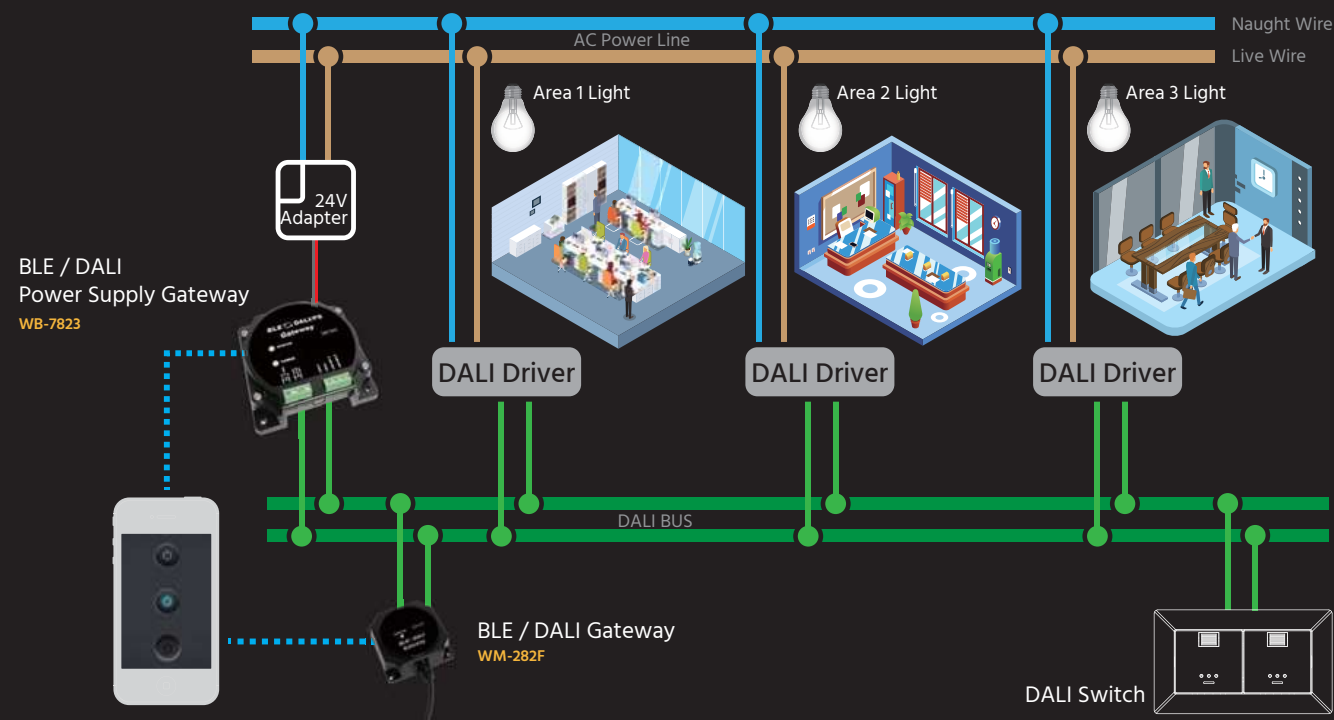 Naught Wire
AC Power Line
Live Wire
Area 1 Light
Area 2 Light
Area 3 Light
24V
Adapter
BLE / DALI
Power Supply Gateway
WB-7823
DALI Driver
DALI Driver
DALI Driver
DALI BUS
BLE / DALI Gateway
WM-282F
DALI Switch